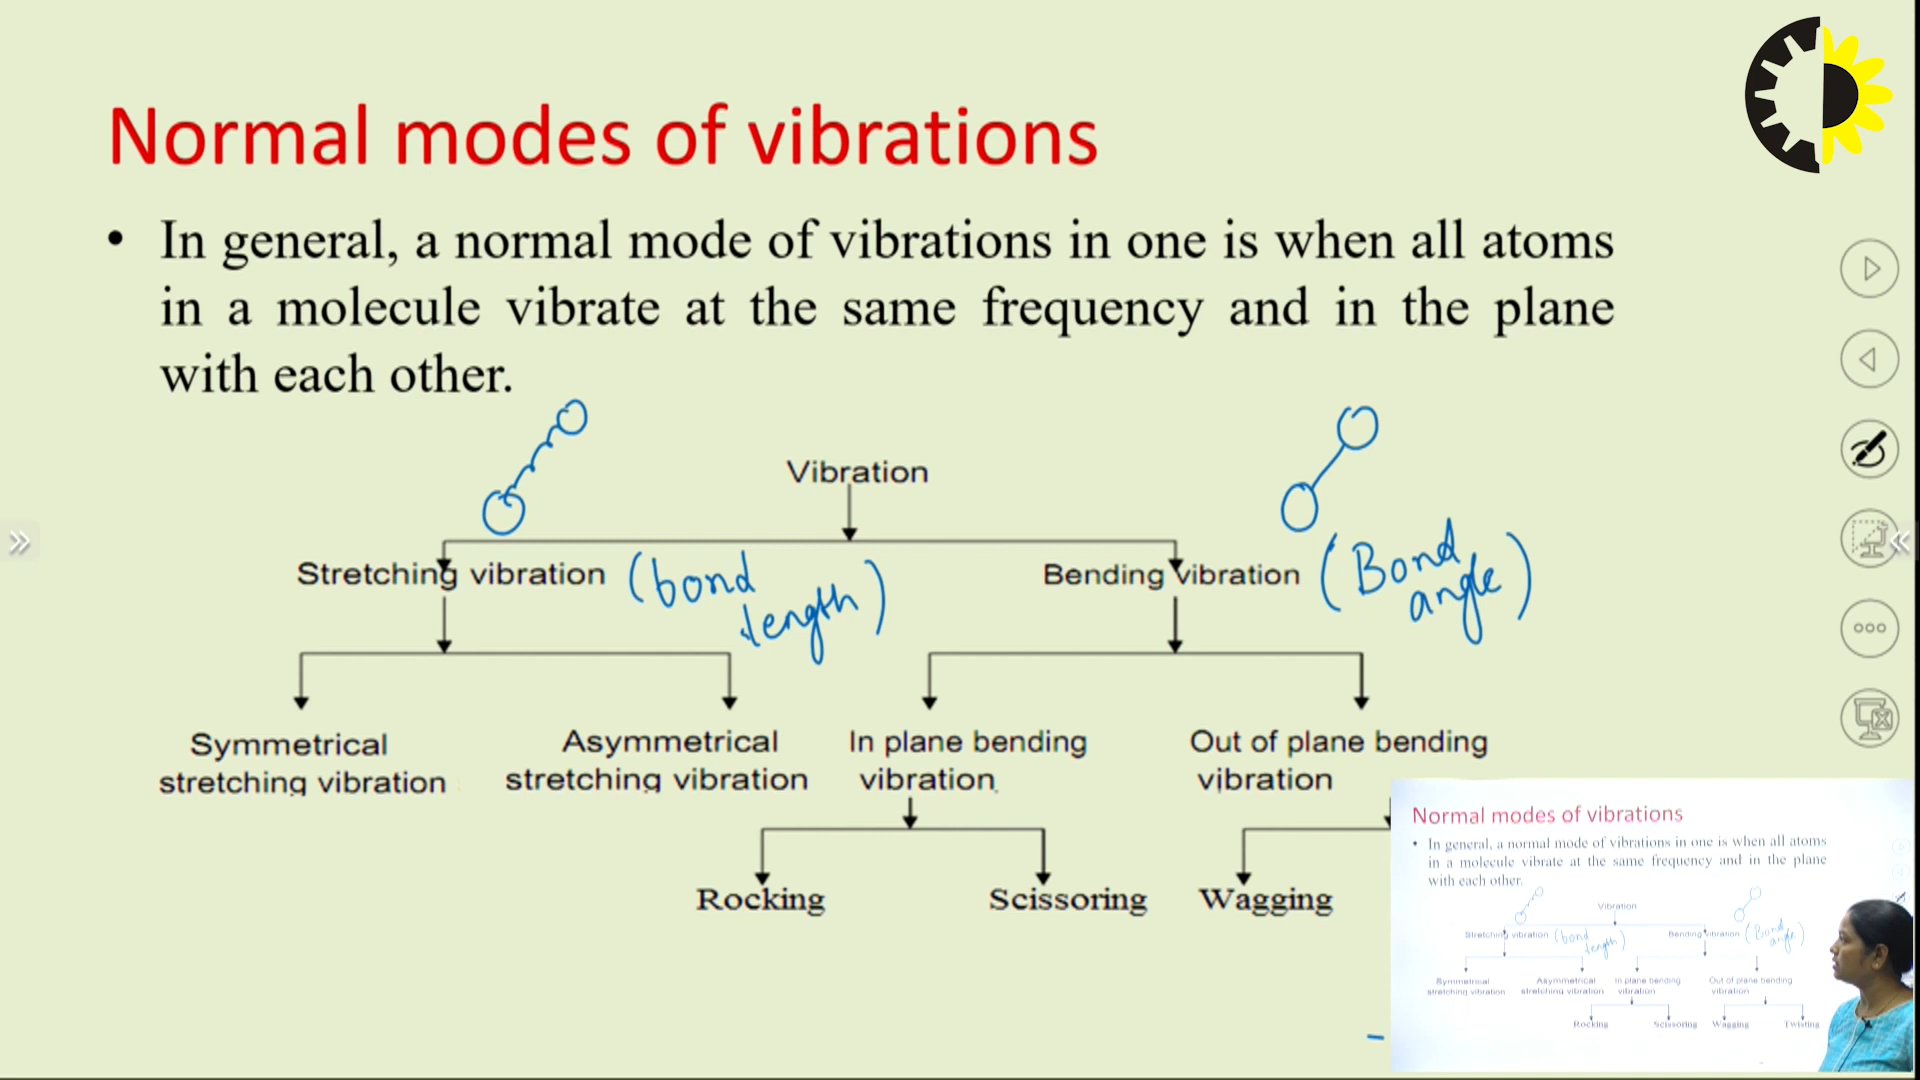 Normal modes of vibrations
• In general, a normal mode of vibrations in one is when all atoms
in a molecule vibrate at the same frequency and in the plane
with each other.
Vibration
Stretching vibration (bond
length)
Bending vibration (Bond
angle)
Symmetrical
stretching vibration
Asymmetrical
stretching vibration
In plane bending
vibration
Out of plane bending
vibration
Rocking
Scissoring
Wagging
Normal modes of vibrations
• In general, a normal mode of vibrations in one is when all atoms
in a molecule vibrate at the same frequency and in the plane
with each other.
Vibration
Stretching vibration (bond
length)
Bending vibration (Bond
angle)
Symmetrical
stretching vibration
Asymmetrical
stretching vibration
In plane bending
vibration
Out of plane bending
vibration
Rocking
Scissoring
Wagging
Twisting